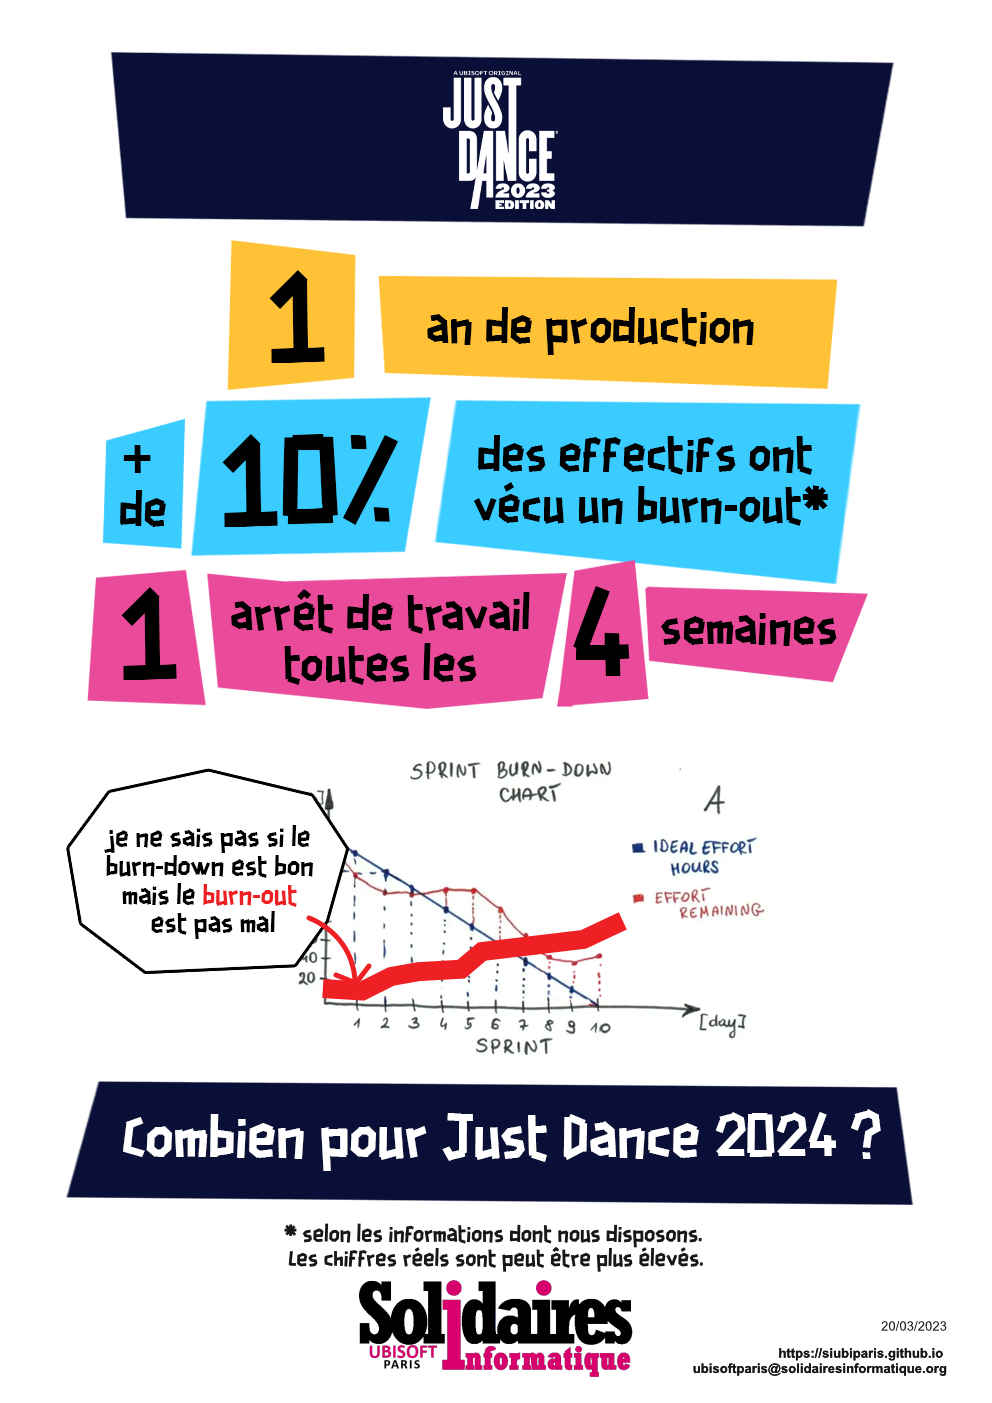 A UBISOFT ORIGINAL
JUST
DANCE
2023
EDITION
1
an de production
+
de
10%
des effectifs ont
vécu un burn-out*
1
arrêt de travail
toutes les
4
semaines
SPRINT BURN-DOWN
CHART
A
je ne sais pas si le
burn-down est bon
mais le burn-out
est pas mal
IDEAL EFFORT
HOURS
EFFORT
REMAINING
20
1 2 3 4 5 6 7 8 9 10
[day]
SPRINT
Combien pour Just Dance 2024 ?
* selon les informations dont nous disposons.
Les chiffres réels sont peut être plus élevés.
Solidaires
UBISOFT
PARIS
Informatique
20/03/2023
https://siubiparis.github.io
ubisoftparis@solidairesinformatique.org